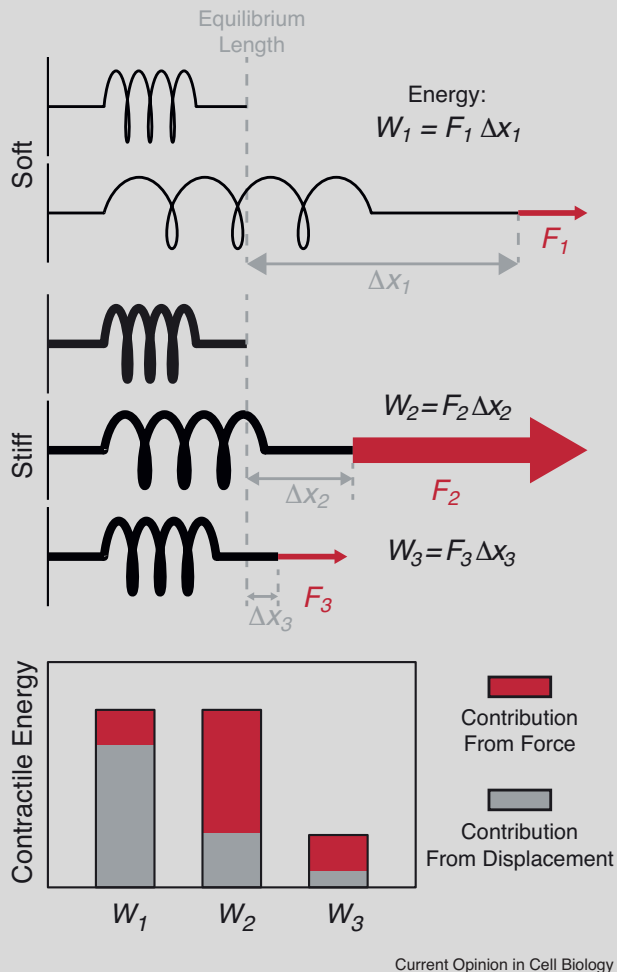 Equilibrium
Length
Energy:
W₁ = F₁ Δx₁
Soft
F₁
Δx₁
W₂=F₂Δx₂
Stiff
F₂
Δx₂
W₃=F₃Δx₃
F₃
Δx₃
Contractile Energy
Contribution
From Force
Contribution
From Displacement
W₁
W₂
W₃
Current Opinion in Cell Biology